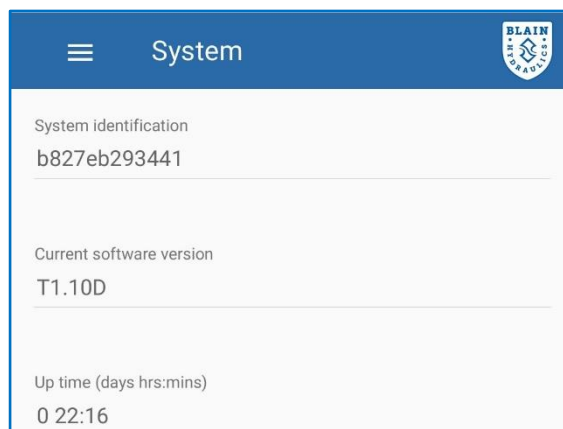 System
BLAIN
HYDRAULICS
System identification
b827eb293441
Current software version
T1.10D
Up time (days hrs:mins)
0 22:16